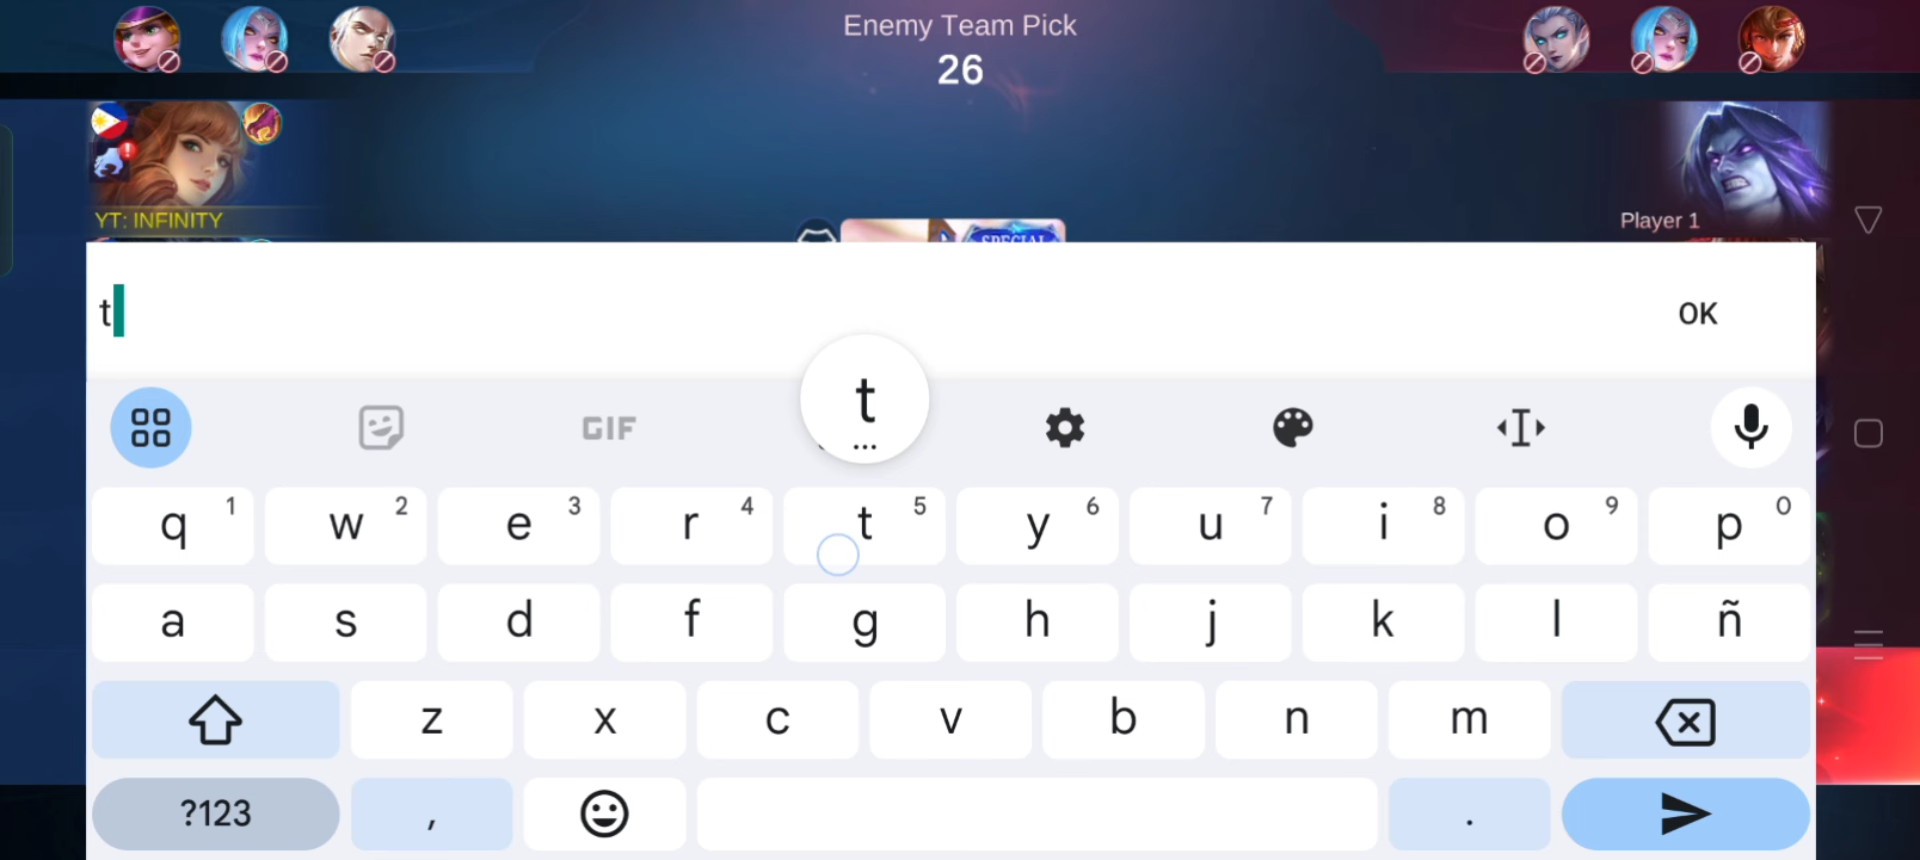 Enemy Team Pick
26
YT: INFINITY
Player 1
SPECIAL
t
OK
t
...
GIF
q 1 w 2 e 3 r 4 t 5 y 6 u 7 i 8 o 9 p 0
a s d f g h j k l ñ
z x c v b n m
?123 , .